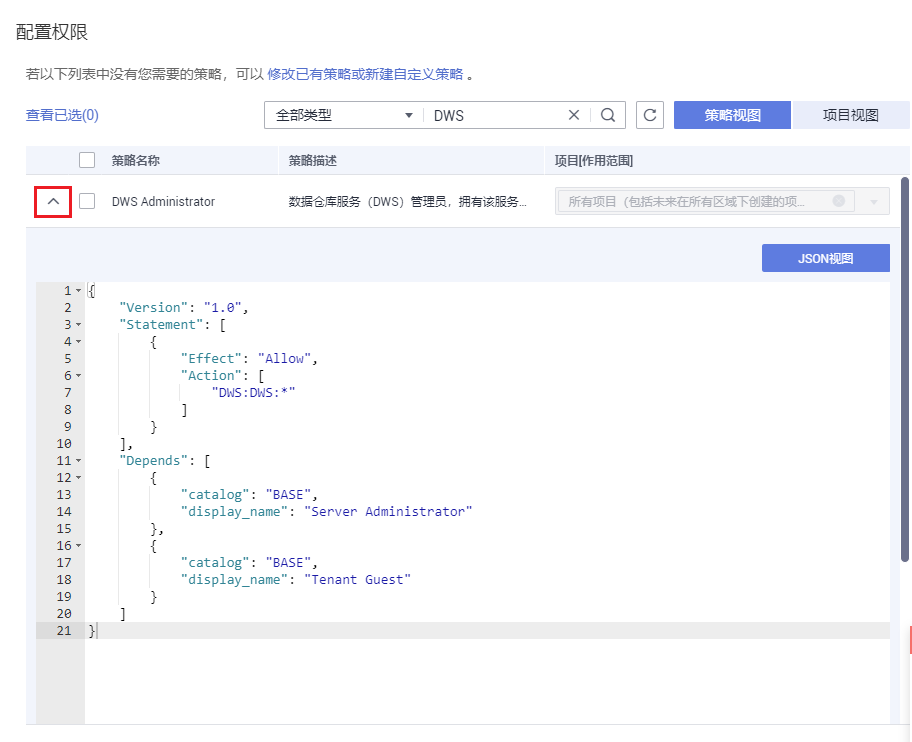 配置权限
若以下列表中没有您需要的策略，可以 修改已有策略或新建自定义策略 。
查看已选(0) 全部类型 DWS 策略视图 项目视图
策略名称 策略描述 项目[作用范围]
DWS Administrator 数据仓库服务（DWS）管理员，拥有该服务... 所有项目（包括未来在所有区域下创建的项...
JSON视图
1 {
2 "Version": "1.0",
3 "Statement": [
4 {
5 "Effect": "Allow",
6 "Action": [
7 "DWS:DWS:*"
8 ]
9 }
10 ],
11 "Depends": [
12 {
13 "catalog": "BASE",
14 "display_name": "Server Administrator"
15 },
16 {
17 "catalog": "BASE",
18 "display_name": "Tenant Guest"
19 }
20 ]
21 }